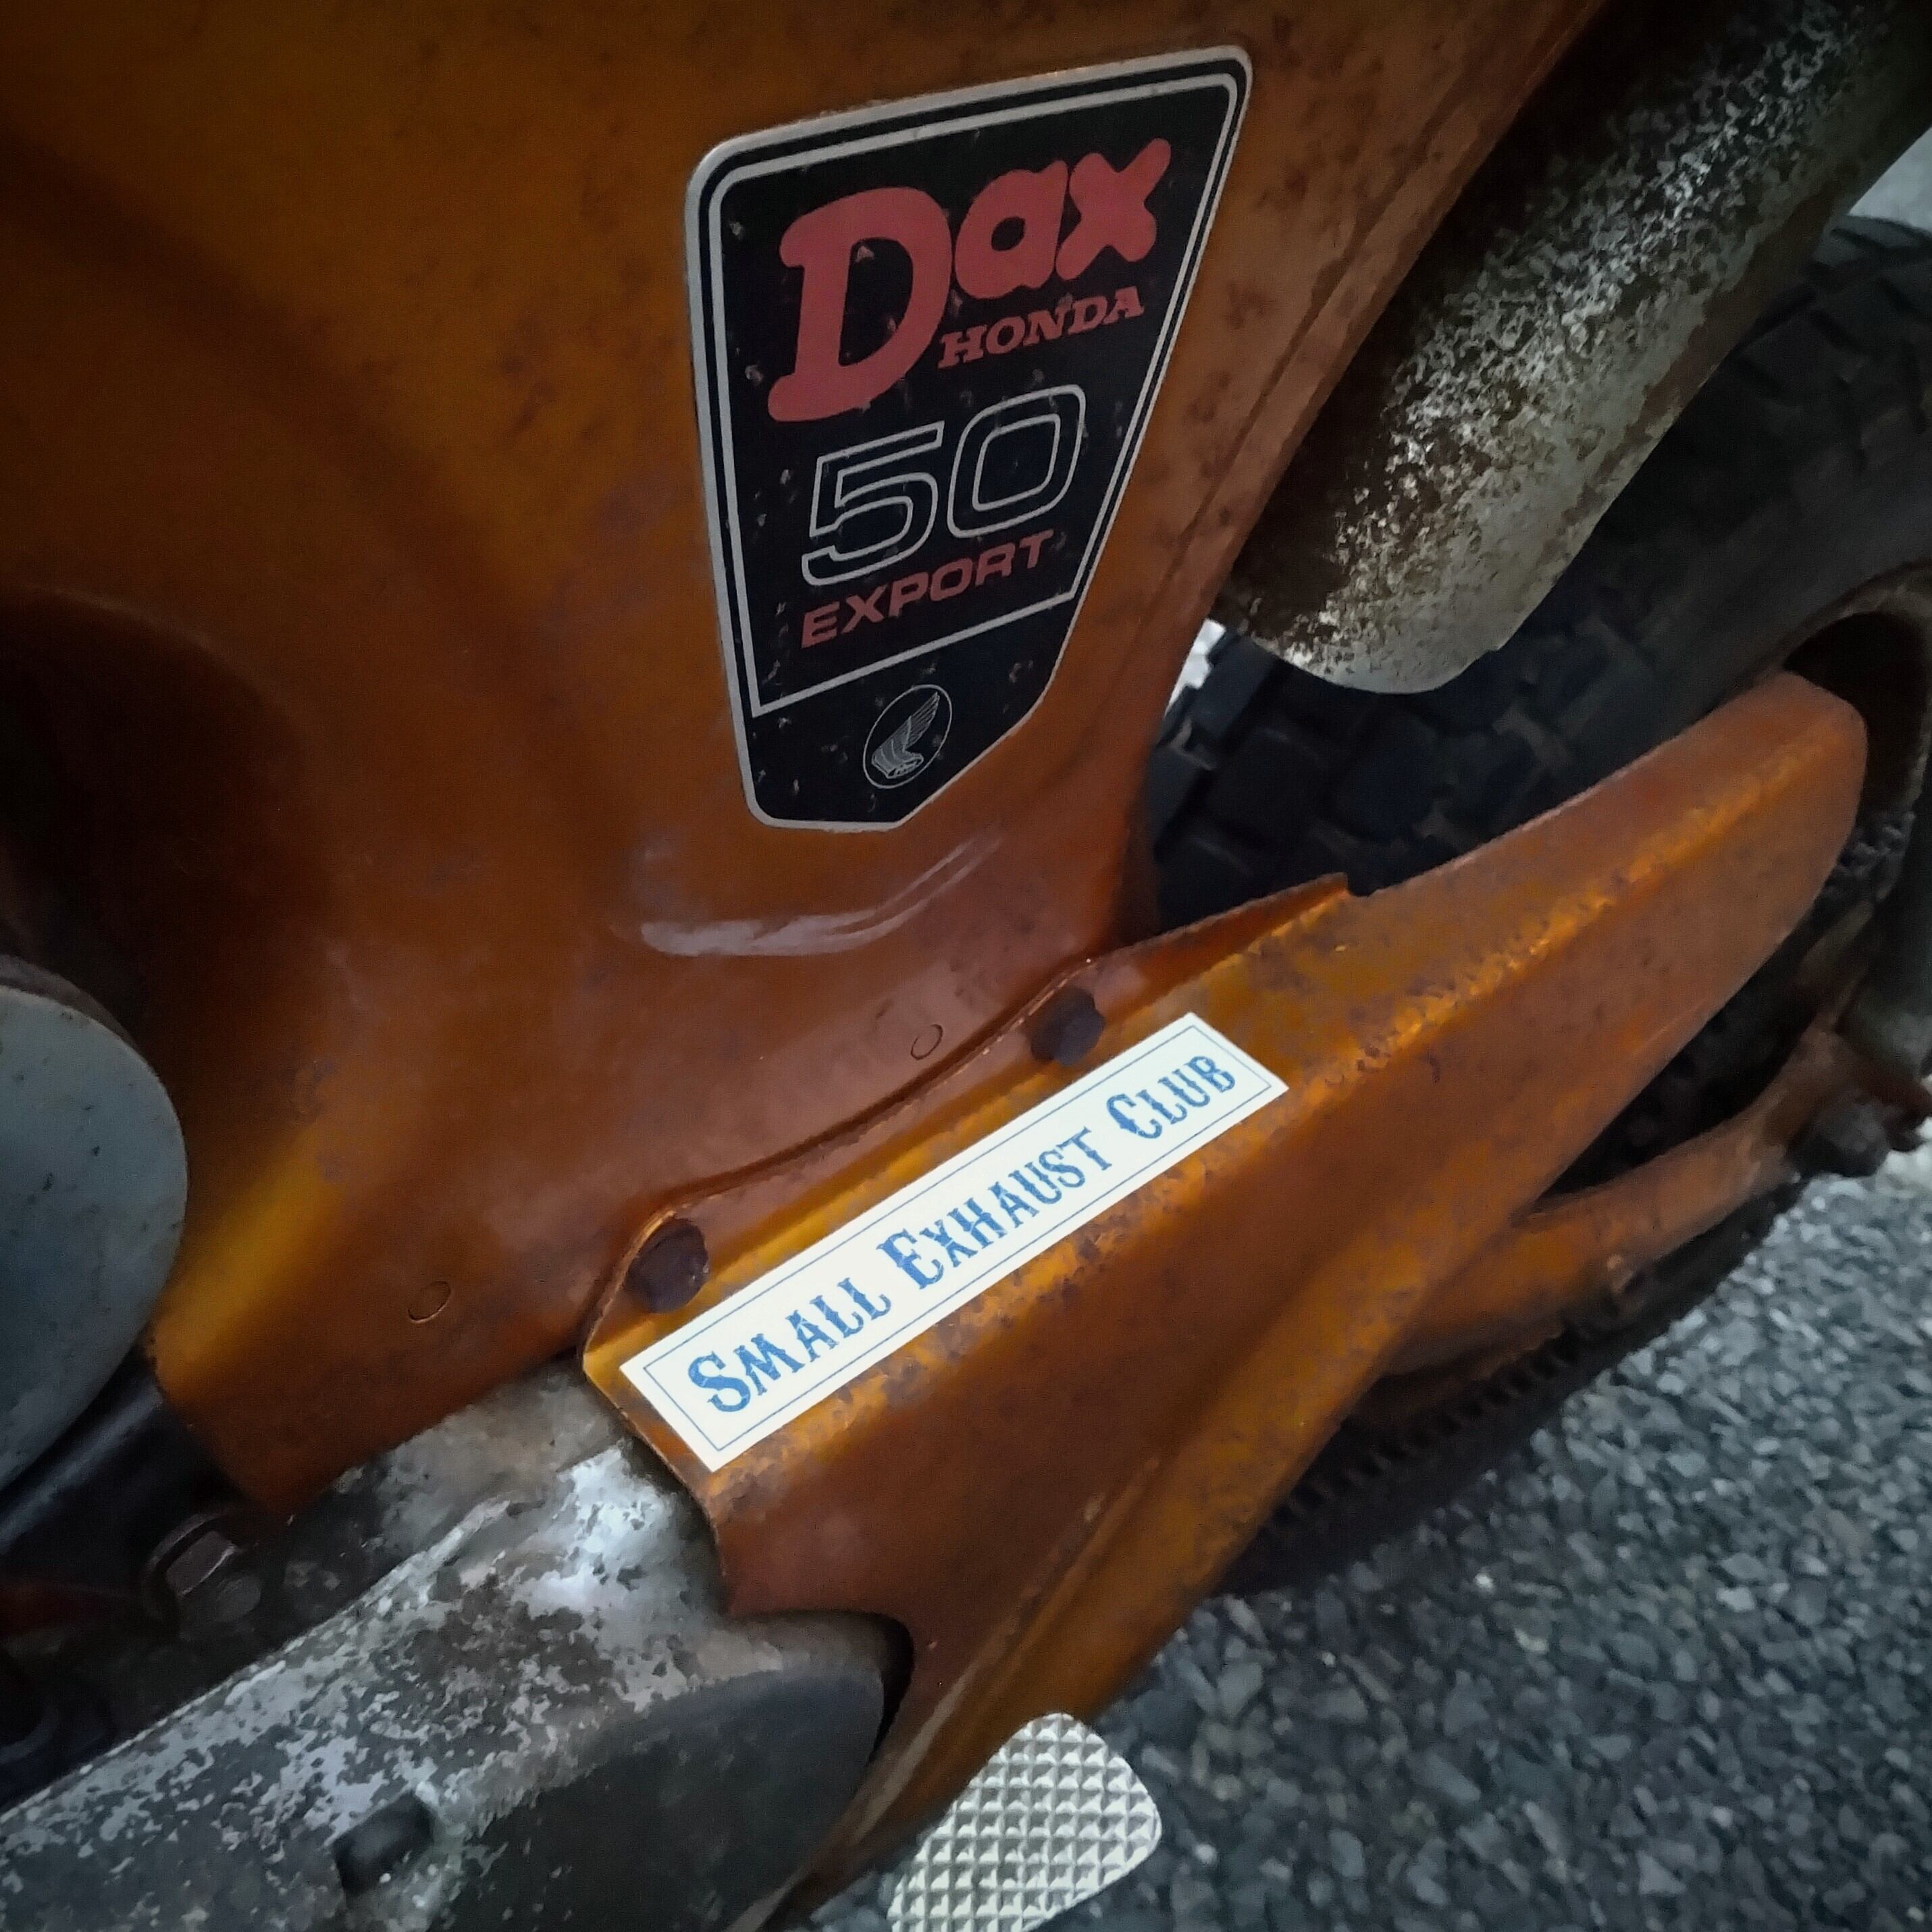 Dax
HONDA
50
EXPORT
SMALL EXHAUST CLUB